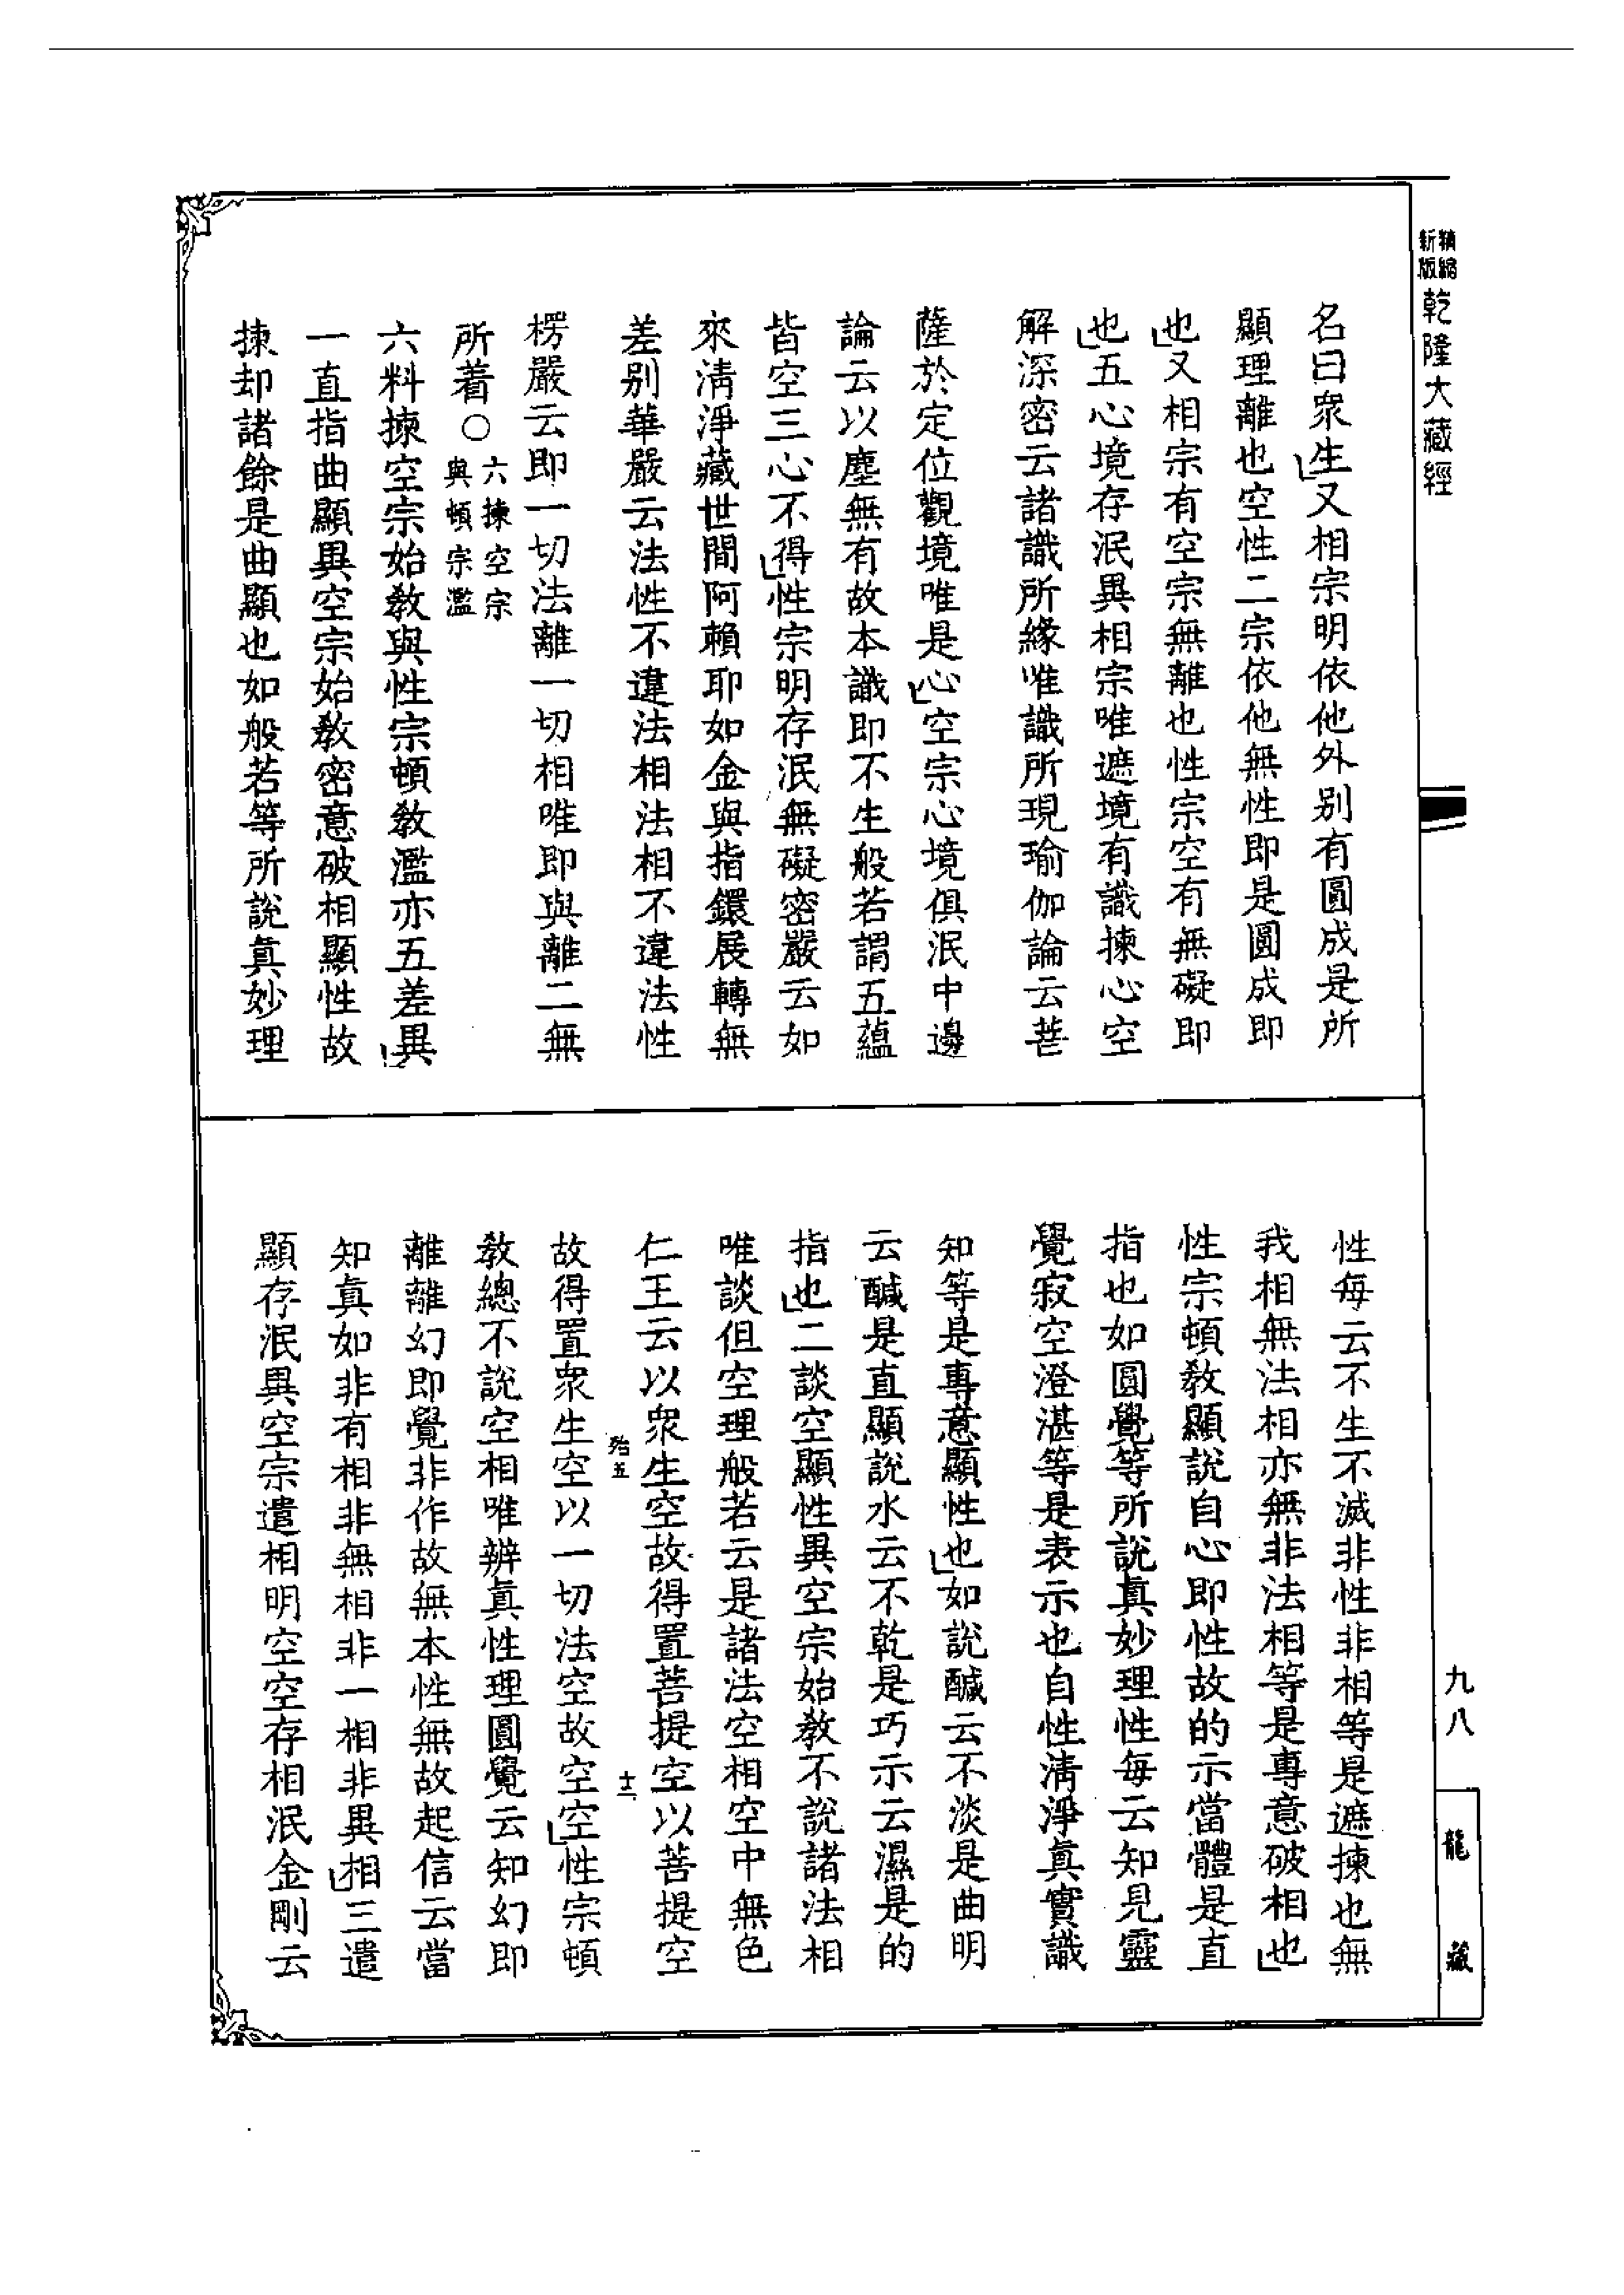 精縮
新版
乾隆大藏經
名曰衆生又相宗明依他外别有圓成是所
顯理離也空性二宗依他無性即是圓成即
也又相宗有空宗無離也性宗空有無礙即
也五心境存泯異相宗唯遮境有識揀心空
解深密云諸識所緣唯識所現瑜伽論云菩
薩於定位觀境唯是心空宗心境俱泯中邊
論云以塵無有故本識即不生般若謂五蘊
皆空三心不得性宗明存泯無礙密嚴云如
來淸淨藏世間阿賴耶如金與指鐶展轉無
差别華嚴云法性不違法相法相不違法性
楞嚴云即一切法離一切相唯即與離二無
所着○六揀空宗與頓宗濫
六料揀空宗始教與性宗頓教濫亦五差異
一直指曲顯異空宗始教密意破相顯性故
揀却諸餘是曲顯也如般若等所說眞妙理
性每云不生不滅非性非相等是遮揀也無
我相無法相亦無非法相等是專意破相也
性宗頓教顯說自心即性故的示當體是直
指也如圓覺等所說眞妙理性每云知見靈
覺寂空澄湛等是表示也自性淸淨眞實識
知等是專意顯性也如說鹹云不淡是曲明
云鹹是直顯說水云不乾是巧示云濕是的
指也二談空顯性異空宗始教不說諸法相
唯談但空理般若云是諸法空相空中無色
仁王云以衆生空故得置菩提空以菩提空
殆五
十二
故得置衆生空以一切法空故空空性宗頓
教總不說空相唯辨眞性理圓覺云知幻即
離離幻即覺非作故無本性無故起信云當
知眞如非有相非無相非一相非異相三遣
顯存泯異空宗遣相明空空存相泯金剛云
九八
龍藏